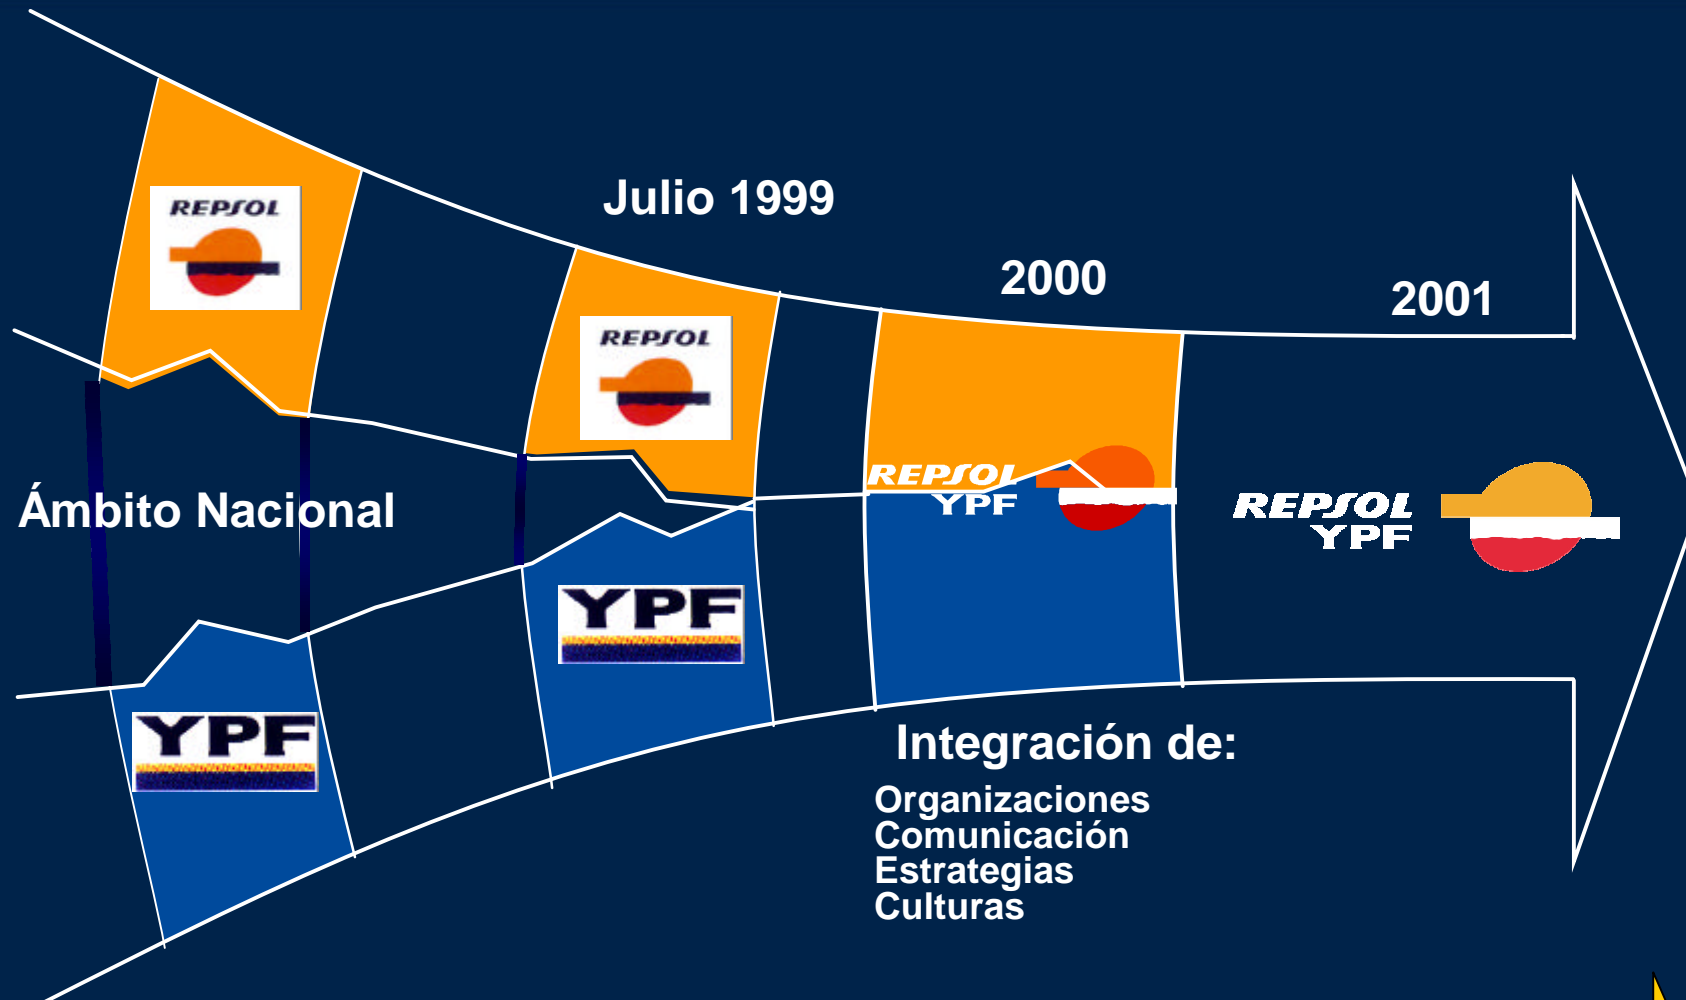 REPSOL
Julio 1999
2000
2001
REPSOL
Ámbito Nacional
REPSOL
YPF
REPSOL
YPF
YPF
YPF
Integración de:
Organizaciones
Comunicación
Estrategias
Culturas